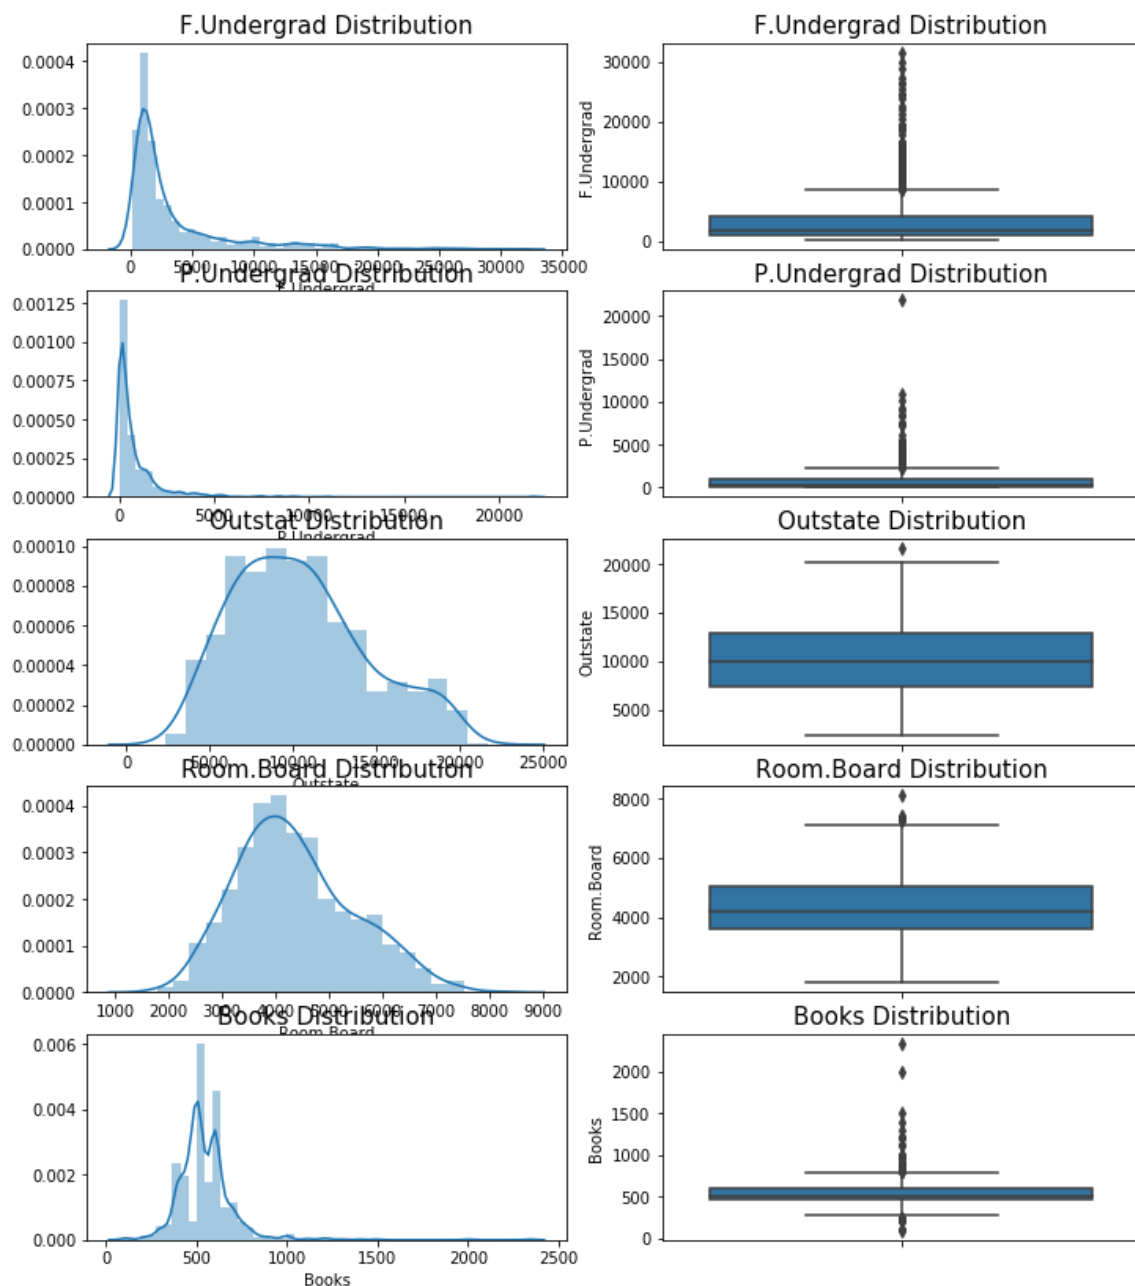 F.Undergrad Distribution
0.0004
0.0003
0.0002
0.0001
0.0000
0 5000 10000 15000 20000 25000 30000 35000
F.Undergrad
F.Undergrad Distribution
30000
20000
10000
0
F.Undergrad
P.Undergrad Distribution
0.00125
0.00100
0.00075
0.00050
0.00025
0.00000
0 5000 10000 15000 20000
P.Undergrad
P.Undergrad Distribution
20000
15000
10000
5000
0
P.Undergrad
Outstat Distribution
0.00010
0.00008
0.00006
0.00004
0.00002
0.00000
0 5000 10000 15000 20000 25000
Outstate
Outstate Distribution
20000
15000
10000
5000
Outstate
Room.Board Distribution
0.0004
0.0003
0.0002
0.0001
0.0000
1000 2000 3000 4000 5000 6000 7000 8000 9000
Room.Board
Room.Board Distribution
8000
6000
4000
2000
Room.Board
Books Distribution
0.006
0.004
0.002
0.000
0 500 1000 1500 2000 2500
Books
Books Distribution
2000
1500
1000
500
0
Books